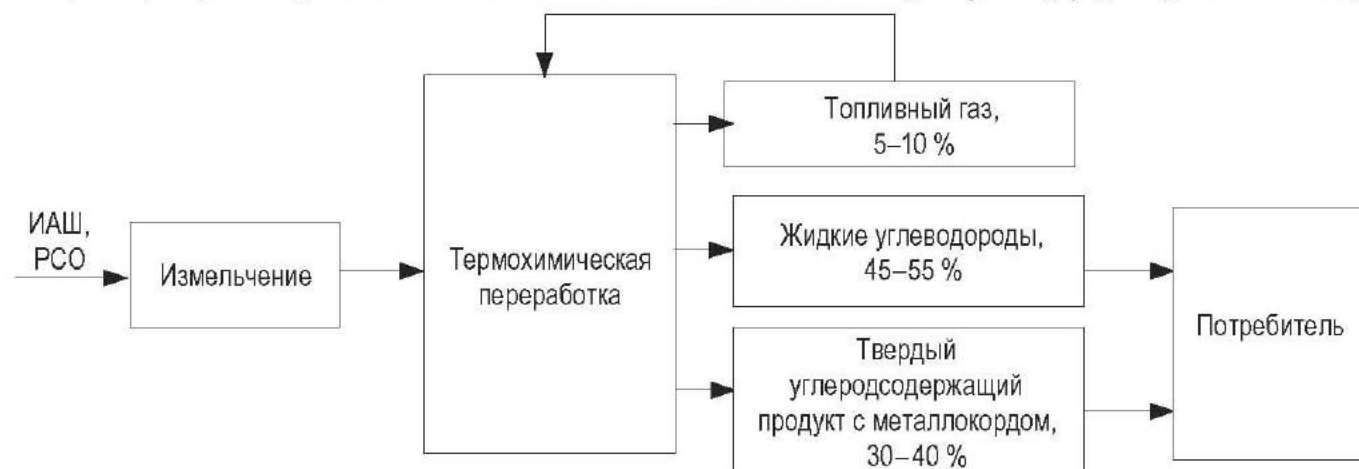 Топливный газ,
5–10 %
ИАШ,
РСО
Измельчение
Термохимическая
переработка
Жидкие углеводороды,
45–55 %
Твердый
углеродсодержащий
продукт с металлокордом,
30–40 %
Потребитель